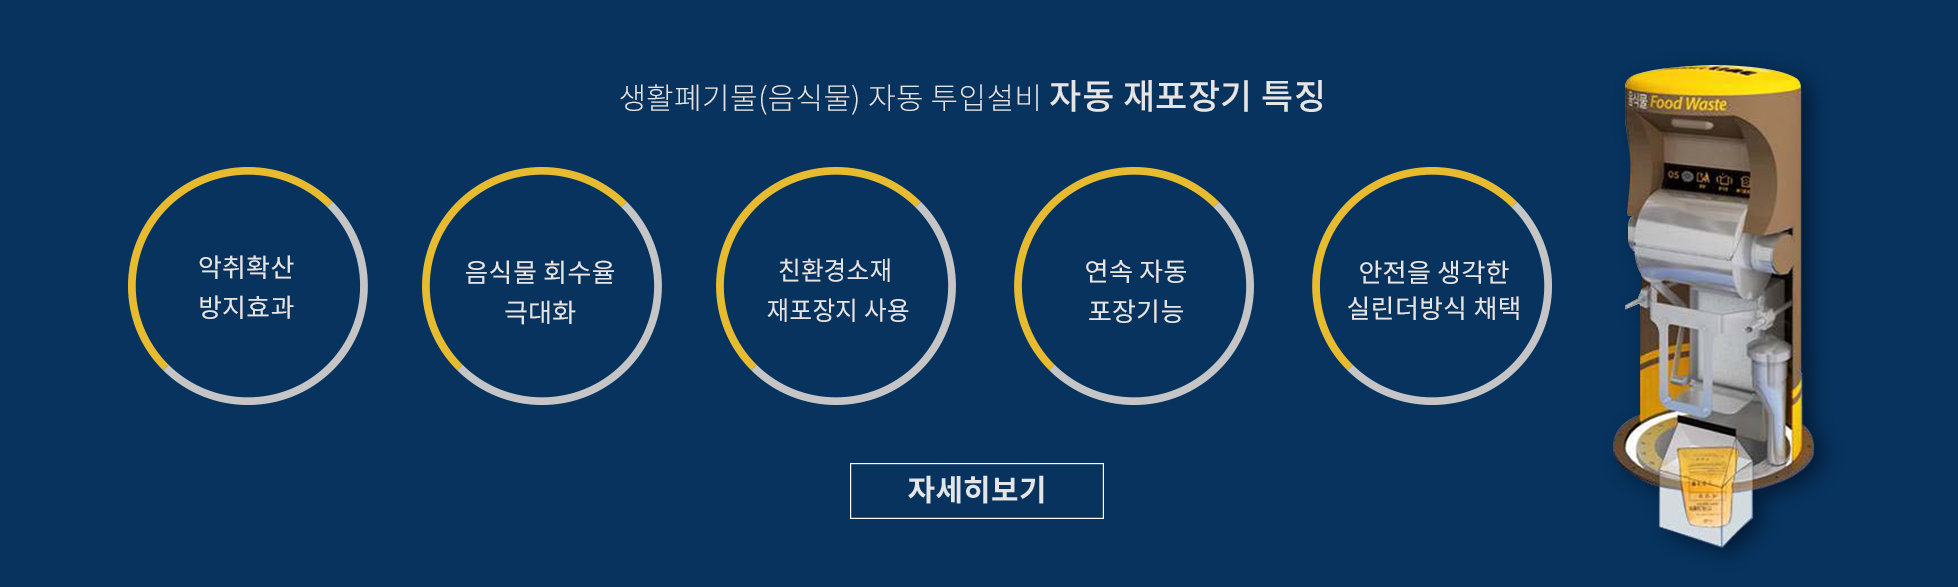 생활폐기물(음식물) 자동 투입설비 자동 재포장기 특징
악취확산
방지효과
음식물 회수율
극대화
친환경소재
재포장지 사용
연속 자동
포장기능
안전을 생각한
실린더방식 채택
자세히보기
음식물 Food Waste
05